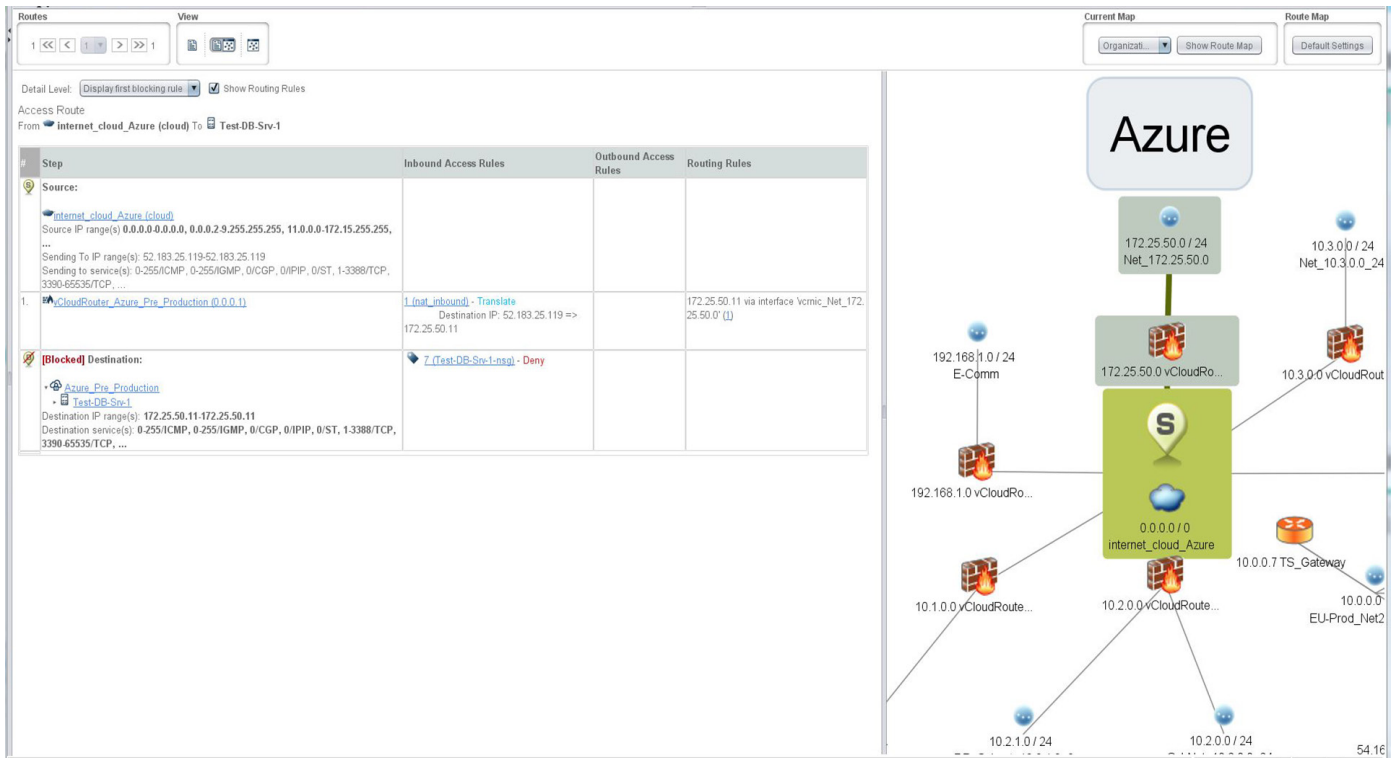 Routes
View
Current Map
Route Map
1 << < 1 > >> 1
Organizati...
Show Route Map
Default Settings
Detail Level: Display first blocking rule Show Routing Rules
Access Route
From internet_cloud_Azure (cloud) To Test-DB-Srv-1
# Step Inbound Access Rules Outbound Access Rules Routing Rules
Source:
internet_cloud_Azure (cloud)
Source IP range(s) 0.0.0.0-0.0.0.0, 0.0.0.2-9.255.255.255, 11.0.0.0-172.15.255.255,
...
Sending To IP range(s): 52.183.25.119-52.183.25.119
Sending to service(s): 0-255/ICMP, 0-255/IGMP, 0/CGP, 0/IPIP, 0/ST, 1-3388/TCP,
3390-65535/TCP, ...
1. vCloudRouter_Azure_Pre_Production (0.0.0.1)
1 (nat_inbound) - Translate
Destination IP: 52.183.25.119 =>
172.25.50.11
172.25.50.11 via interface 'vcrnic_Net_172.
25.50.0' (1)
[Blocked] Destination:
Azure_Pre_Production
Test-DB-Srv-1
Destination IP range(s): 172.25.50.11-172.25.50.11
Destination service(s): 0-255/ICMP, 0-255/IGMP, 0/CGP, 0/IPIP, 0/ST, 1-3388/TCP,
3390-65535/TCP, ...
7 (Test-DB-Srv-1-nsg) - Deny
Azure
172.25.50.0 / 24
Net_172.25.50.0
10.3.0.0 / 24
Net_10.3.0.0_24
192.168.1.0 / 24
E-Comm
172.25.50.0 vCloudRo...
10.3.0.0 vCloudRout
S
192.168.1.0 vCloudRo...
0.0.0.0 / 0
internet_cloud_Azure
10.0.0.7 TS_Gateway
10.1.0.0 vCloudRoute...
10.2.0.0 vCloudRoute...
10.0.0.0
EU-Prod_Net2
10.2.1.0 / 24
10.2.0.0 / 24
54.16